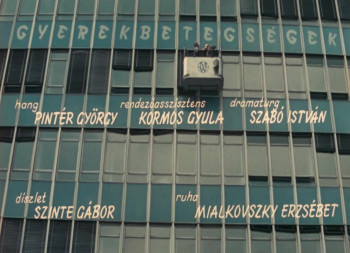 GYEREKBETEGSÉGEK
hang rendezőasszisztens dramaturg
PINTÉR GYÖRGY KORMOS GYULA SZABÓ ISTVÁN
díszlet ruha
SZINTE GÁBOR MIALKOVSZKY ERZSÉBET